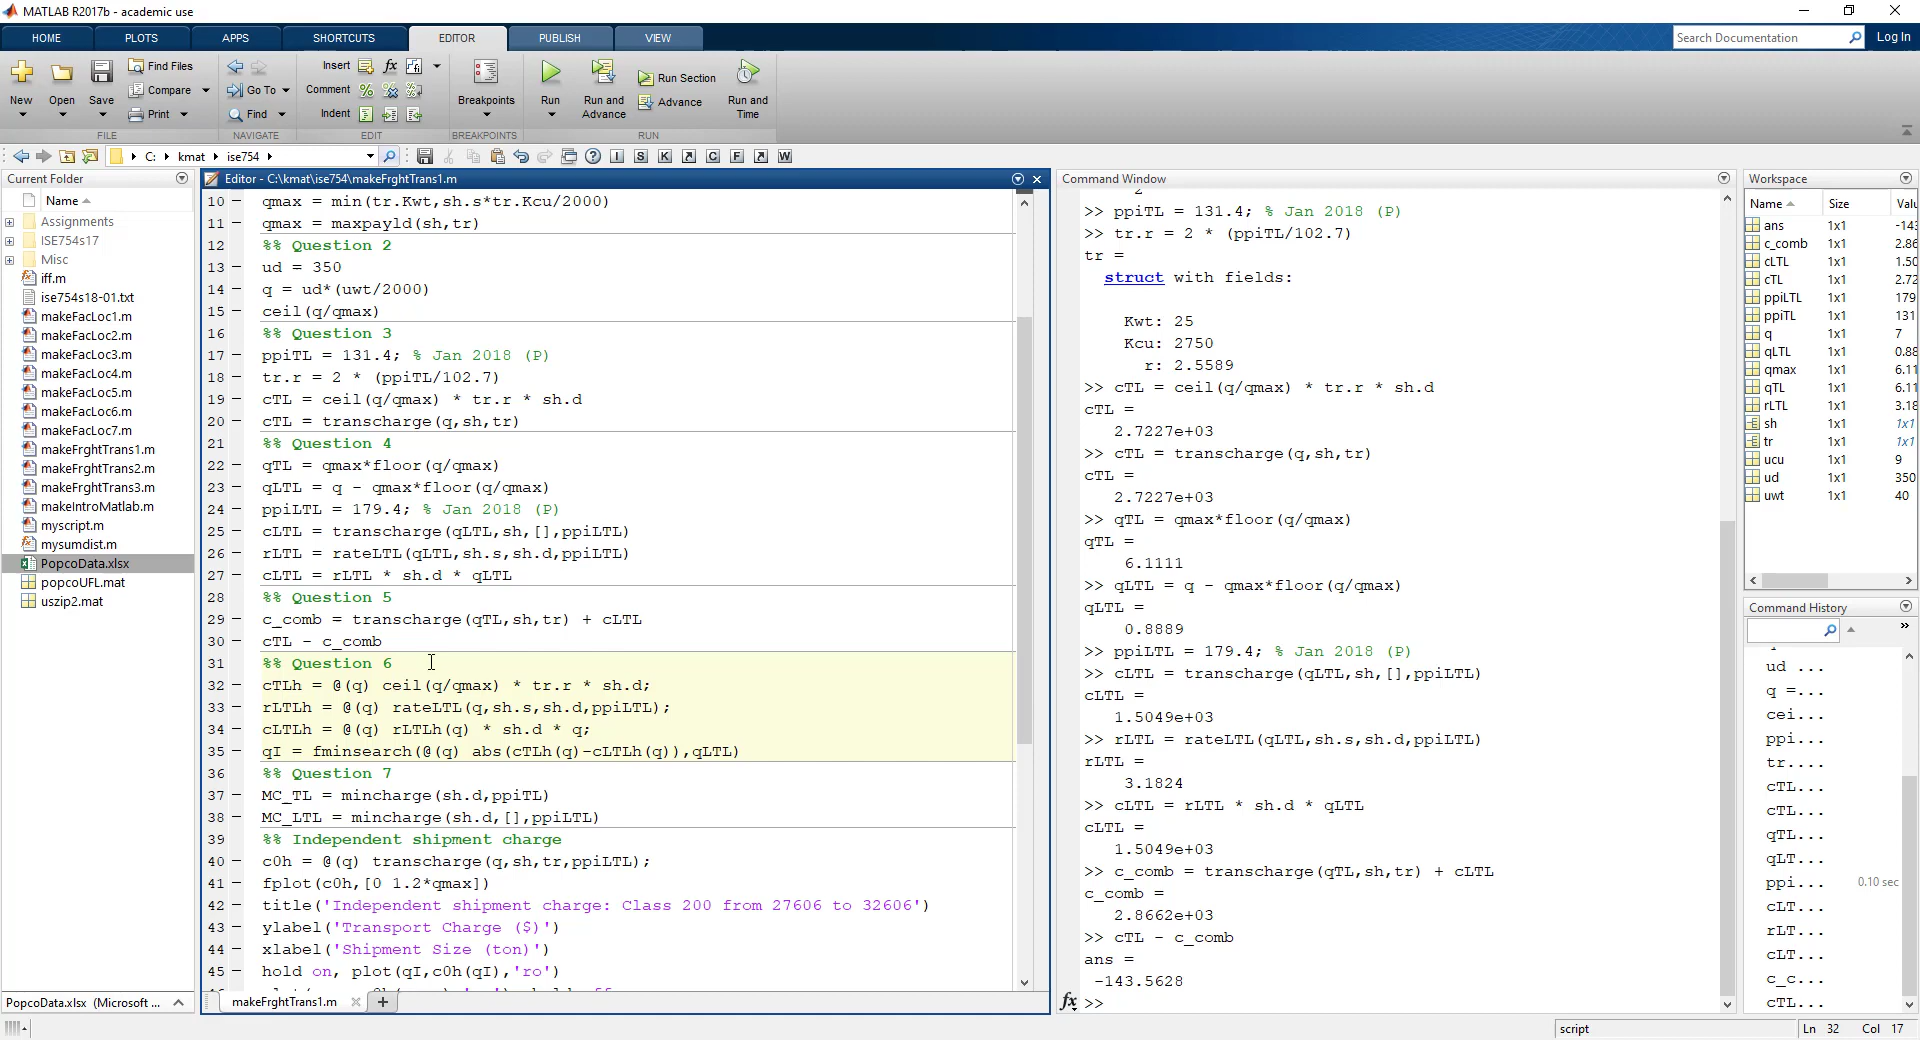 MATLAB R2017b - academic use
HOME PLOTS APPS SHORTCUTS EDITOR PUBLISH VIEW Search Documentation Log In
New Open Save Find Files Compare Print Go To Find Insert fx Comment Indent Breakpoints Run Run and Advance Run Section Advance Run and Time
FILE NAVIGATE EDIT BREAKPOINTS RUN
C: kmat ise754 I S K C F W
Current Folder
Name
Assignments
ISE754s17
Misc
iff.m
ise754s18-01.txt
makeFacLoc1.m
makeFacLoc2.m
makeFacLoc3.m
makeFacLoc4.m
makeFacLoc5.m
makeFacLoc6.m
makeFacLoc7.m
makeFrghtTrans1.m
makeFrghtTrans2.m
makeFrghtTrans3.m
makeIntroMatlab.m
myscript.m
mysumdist.m
PopcoData.xlsx
popcoUFL.mat
uszip2.mat
PopcoData.xlsx (Microsoft ...
Editor - C:\kmat\ise754\makeFrghtTrans1.m
10 - qmax = min(tr.Kwt,sh.s*tr.Kcu/2000)
11 - qmax = maxpayld(sh,tr)
12 %% Question 2
13 - ud = 350
14 - q = ud*(uwt/2000)
15 - ceil(q/qmax)
16 %% Question 3
17 - ppiTL = 131.4; % Jan 2018 (P)
18 - tr.r = 2 * (ppiTL/102.7)
19 - cTL = ceil(q/qmax) * tr.r * sh.d
20 - cTL = transcharge(q,sh,tr)
21 %% Question 4
22 - qTL = qmax*floor(q/qmax)
23 - qLTL = q - qmax*floor(q/qmax)
24 - ppiLTL = 179.4; % Jan 2018 (P)
25 - cLTL = transcharge(qLTL,sh,[],ppiLTL)
26 - rLTL = rateLTL(qLTL,sh.s,sh.d,ppiLTL)
27 - cLTL = rLTL * sh.d * qLTL
28 %% Question 5
29 - c_comb = transcharge(qTL,sh,tr) + cLTL
30 - cTL - c_comb
31 %% Question 6
32 - cTLh = @(q) ceil(q/qmax) * tr.r * sh.d;
33 - rLTLh = @(q) rateLTL(q,sh.s,sh.d,ppiLTL);
34 - cLTLh = @(q) rLTLh(q) * sh.d * q;
35 - qI = fminsearch(@(q) abs(cTLh(q)-cLTLh(q)),qLTL)
36 %% Question 7
37 - MC_TL = mincharge(sh.d,ppiTL)
38 - MC_LTL = mincharge(sh.d,[],ppiLTL)
39 %% Independent shipment charge
40 - c0h = @(q) transcharge(q,sh,tr,ppiLTL);
41 - fplot(c0h,[0 1.2*qmax])
42 - title('Independent shipment charge: Class 200 from 27606 to 32606')
43 - ylabel('Transport Charge ($)')
44 - xlabel('Shipment Size (ton)')
45 - hold on, plot(qI,c0h(qI),'ro')
makeFrghtTrans1.m
Command Window
2
>> ppiTL = 131.4; % Jan 2018 (P)
>> tr.r = 2 * (ppiTL/102.7)
tr =
struct with fields:
Kwt: 25
Kcu: 2750
r: 2.5589
>> cTL = ceil(q/qmax) * tr.r * sh.d
cTL =
2.7227e+03
>> cTL = transcharge(q,sh,tr)
cTL =
2.7227e+03
>> qTL = qmax*floor(q/qmax)
qTL =
6.1111
>> qLTL = q - qmax*floor(q/qmax)
qLTL =
0.8889
>> ppiLTL = 179.4; % Jan 2018 (P)
>> cLTL = transcharge(qLTL,sh,[],ppiLTL)
cLTL =
1.5049e+03
>> rLTL = rateLTL(qLTL,sh.s,sh.d,ppiLTL)
rLTL =
3.1824
>> cLTL = rLTL * sh.d * qLTL
cLTL =
1.5049e+03
>> c_comb = transcharge(qTL,sh,tr) + cLTL
c_comb =
2.8662e+03
>> cTL - c_comb
ans =
-143.5628
fx >>
Workspace
Name Size Valu
ans 1x1 -143
c_comb 1x1 2.86
cLTL 1x1 1.50
cTL 1x1 2.72
ppiLTL 1x1 179
ppiTL 1x1 131
q 1x1 7
qLTL 1x1 0.88
qmax 1x1 6.11
qTL 1x1 6.11
rLTL 1x1 3.18
sh 1x1 1x1
tr 1x1 1x1
ucu 1x1 9
ud 1x1 350
uwt 1x1 40
Command History
ud ...
q =...
cei...
ppi...
tr....
cTL...
cTL...
qTL...
qLT...
ppi... 0.10 sec
cLT...
rLT...
cLT...
c_c...
cTL...
script Ln 32 Col 17